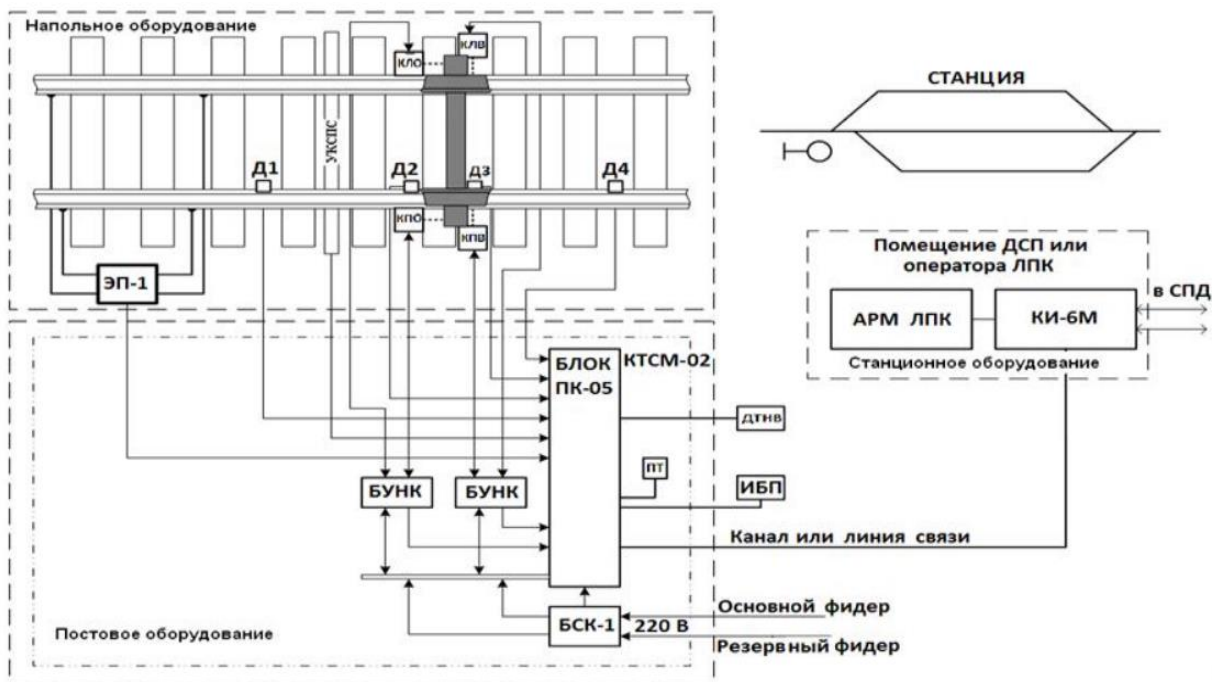 Напольное оборудование
КЛО
КЛВ
УКСПС
Д1
Д2
Д3
Д4
КПО
КПВ
ЭП-1
СТАНЦИЯ
Помещение ДСП или
оператора ЛПК
АРМ ЛПК
КИ-6М
в СПД
Станционное оборудование
БЛОК
ПК-05
КТСМ-02
ДТНВ
ПТ
ИБП
БУНК
БУНК
Канал или линия связи
Основной фидер
БСК-1
220 В
Резервный фидер
Постовое оборудование